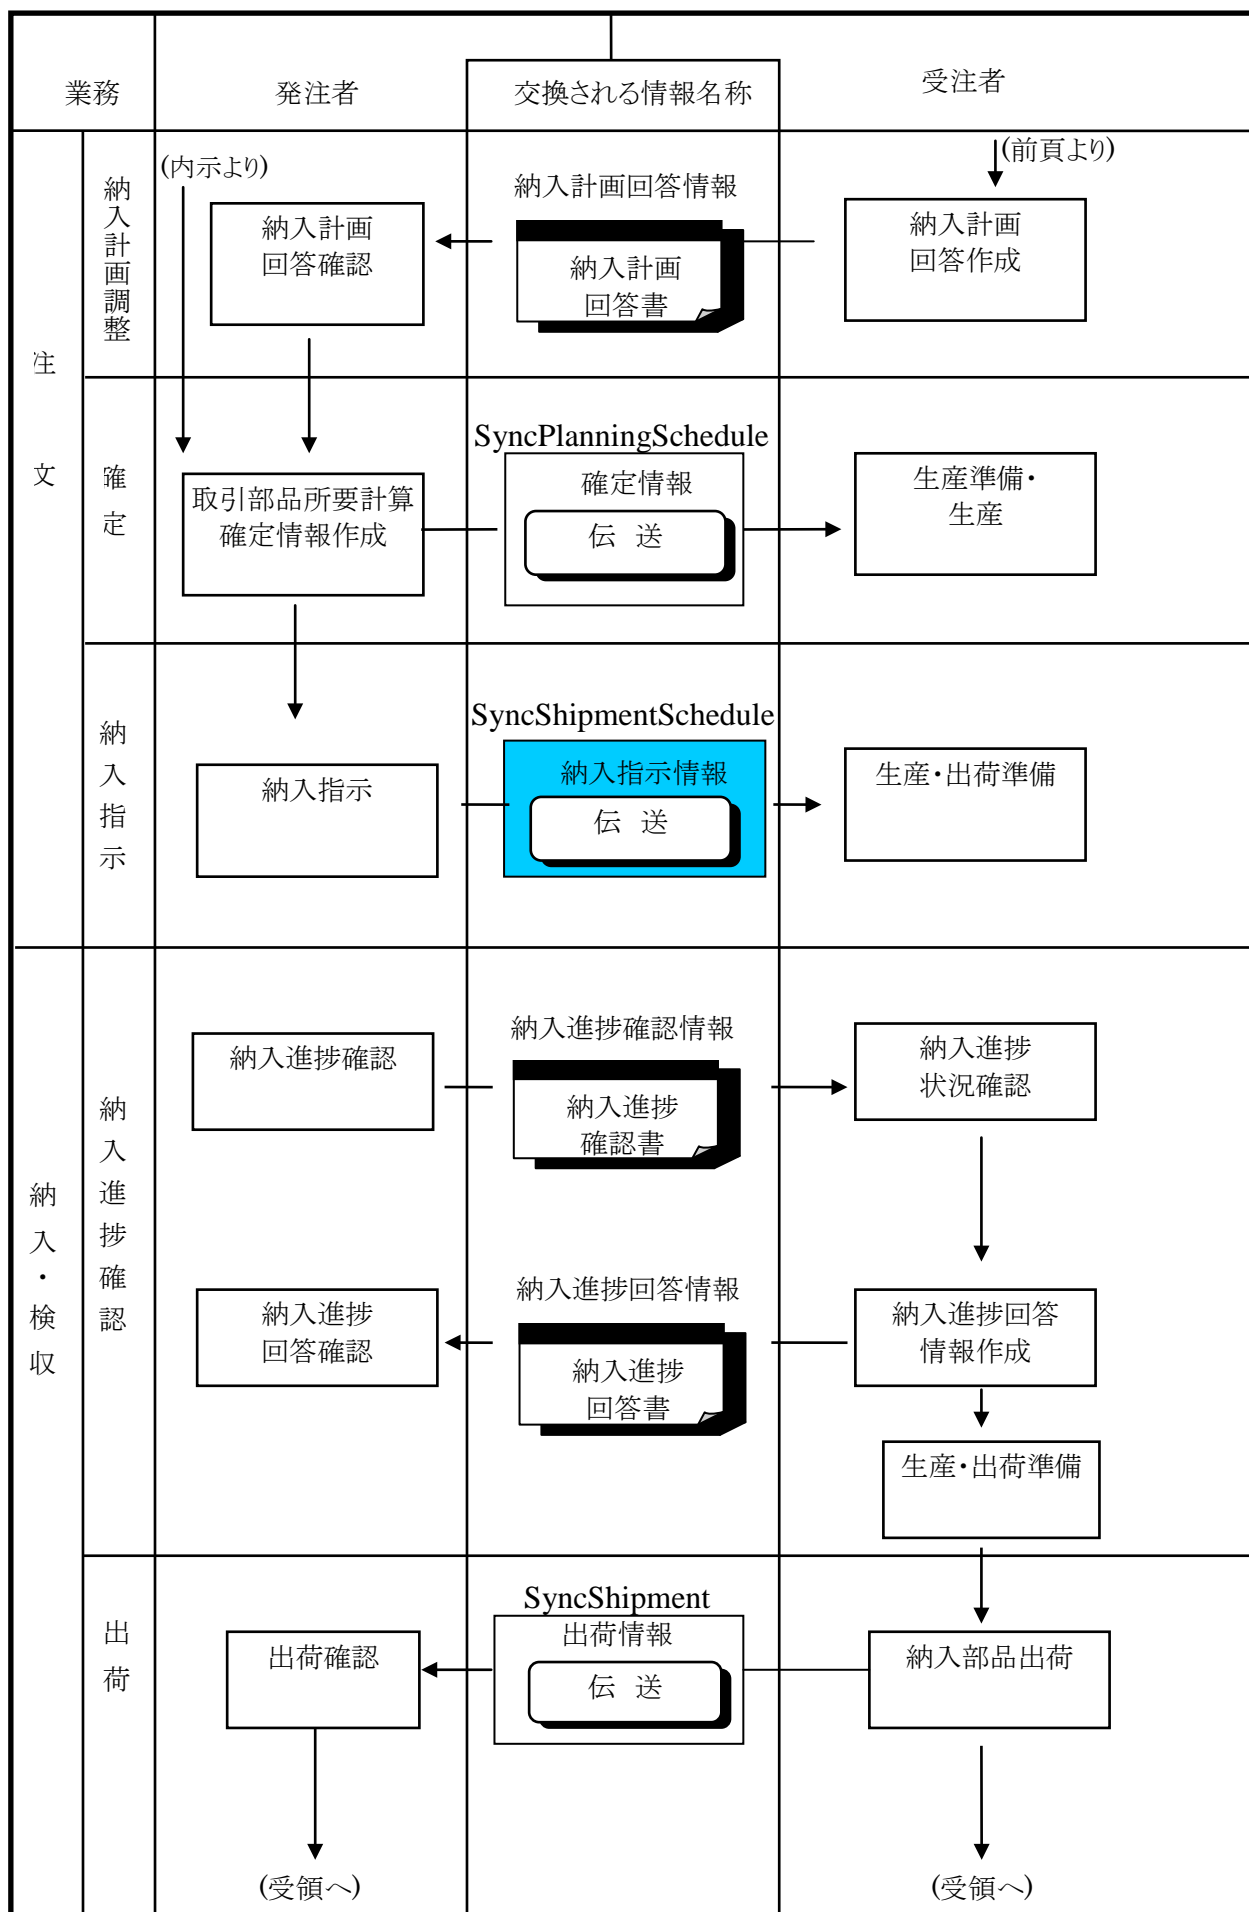 業務
発注者
交換される情報名称
受注者
注文
納入計画調整
(内示より)
納入計画
回答確認
納入計画回答情報
納入計画
回答書
(前頁より)
納入計画
回答作成
確定
取引部品所要計算
確定情報作成
SyncPlanningSchedule
確定情報
伝 送
生産準備・
生産
納入指示
納入指示
SyncShipmentSchedule
納入指示情報
伝 送
生産・出荷準備
納入・検収
納入進捗確認
納入進捗確認
納入進捗確認情報
納入進捗
確認書
納入進捗
状況確認
納入進捗
回答確認
納入進捗回答情報
納入進捗
回答書
納入進捗回答
情報作成
生産・出荷準備
出荷
出荷確認
SyncShipment
出荷情報
伝 送
納入部品出荷
(受領へ)
(受領へ)